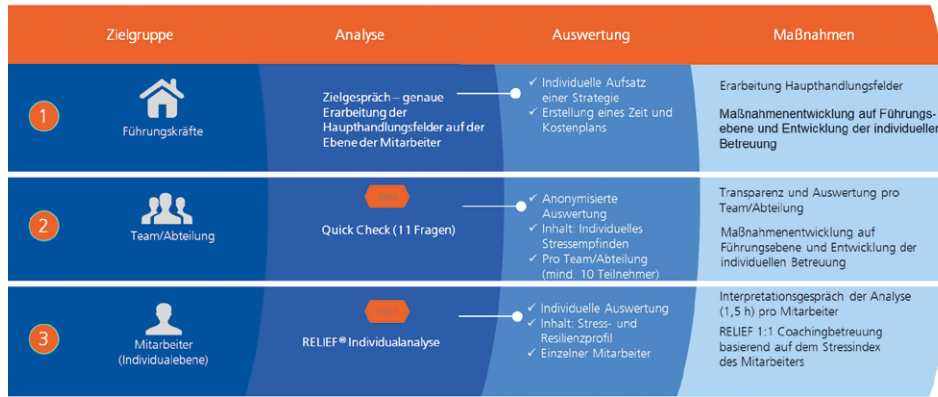 Zielgruppe
Analyse
Auswertung
Maßnahmen
1
Führungskräfte
Zielgespräch – genaue
Erarbeitung der
Haupthandlungsfelder auf der
Ebene der Mitarbeiter
✓ Individuelle Aufsatz
einer Strategie
✓ Erstellung eines Zeit und
Kostenplans
Erarbeitung Haupthandlungsfelder
Maßnahmenentwicklung auf Führungs-
ebene und Entwicklung der individueller
Betreuung
2
Team/Abteilung
Quick Check (11 Fragen)
✓ Anonymisierte
Auswertung
✓ Inhalt: Individuelles
Stressempfinden
✓ Pro Team/Abteilung
(mind. 10 Teilnehmer)
Transparenz und Auswertung pro
Team/Abteilung
Maßnahmenentwicklung auf
Führungsebene und Entwicklung der
individuellen Betreuung
3
Mitarbeiter
(Individualebene)
RELIEF® Individualanalyse
✓ Individuelle Auswertung
✓ Inhalt: Stress- und
Resilienzprofil
✓ Einzelner Mitarbeiter
Interpretationsgespräch der Analyse
(1,5 h) pro Mitarbeiter
RELIEF 1:1 Coachingbetreuung
basierend auf dem Stressindex
des Mitarbeiters